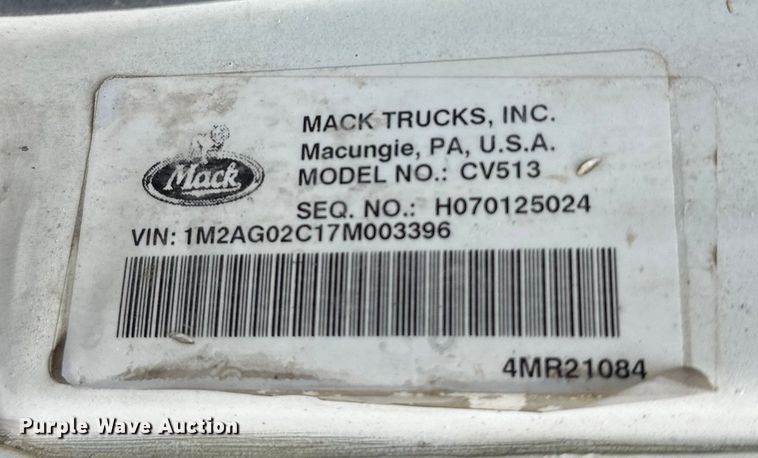 MACK TRUCKS, INC.
Macungie, PA, U.S.A.
MODEL NO.: CV513
Mack
SEQ. NO.: H070125024
VIN: 1M2AG02C17M003396
4MR21084
Purple Wave Auction